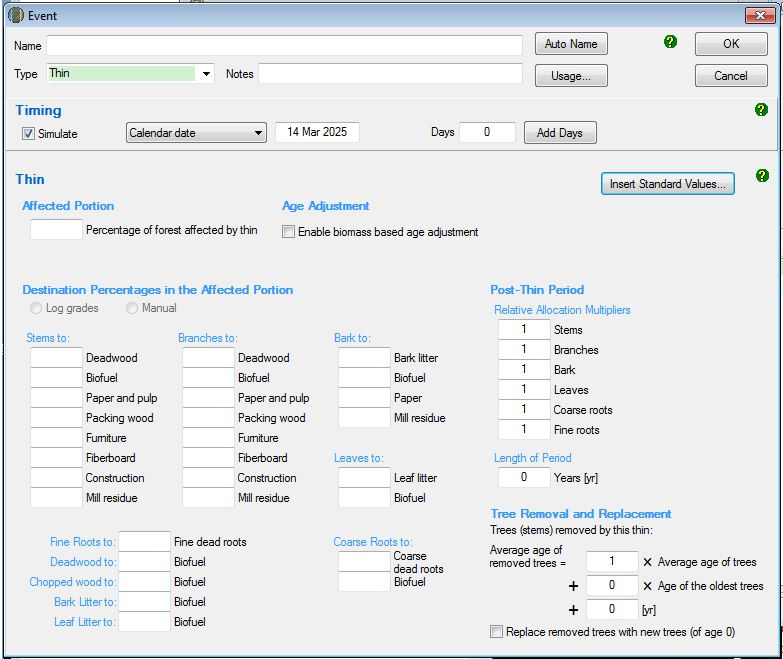 Event
Name Auto Name ? OK
Type Thin Notes Usage... Cancel
Timing ?
Simulate Calendar date 14 Mar 2025 Days 0 Add Days
Thin Insert Standard Values... ?
Affected Portion Age Adjustment
Percentage of forest affected by thin Enable biomass based age adjustment
Destination Percentages in the Affected Portion
Log grades Manual
Stems to:
Deadwood
Biofuel
Paper and pulp
Packing wood
Furniture
Fiberboard
Construction
Mill residue
Branches to:
Deadwood
Biofuel
Paper and pulp
Packing wood
Furniture
Fiberboard
Construction
Mill residue
Bark to:
Bark litter
Biofuel
Paper
Mill residue
Leaves to:
Leaf litter
Biofuel
Fine Roots to: Fine dead roots
Deadwood to: Biofuel
Chopped wood to: Biofuel
Bark Litter to: Biofuel
Leaf Litter to: Biofuel
Coarse Roots to:
Coarse
dead roots
Biofuel
Post-Thin Period
Relative Allocation Multipliers
1 Stems
1 Branches
1 Bark
1 Leaves
1 Coarse roots
1 Fine roots
Length of Period
0 Years [yr]
Tree Removal and Replacement
Trees (stems) removed by this thin:
Average age of
removed trees = 1 × Average age of trees
+ 0 × Age of the oldest trees
+ 0 [yr]
Replace removed trees with new trees (of age 0)